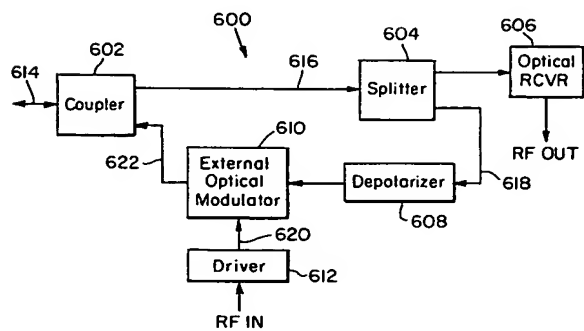 600
602
604
606
614
616
Coupler
Splitter
Optical
RCVR
RF OUT
610
622
External
Optical
Modulator
Depolarizer
618
608
620
Driver
612
RF IN